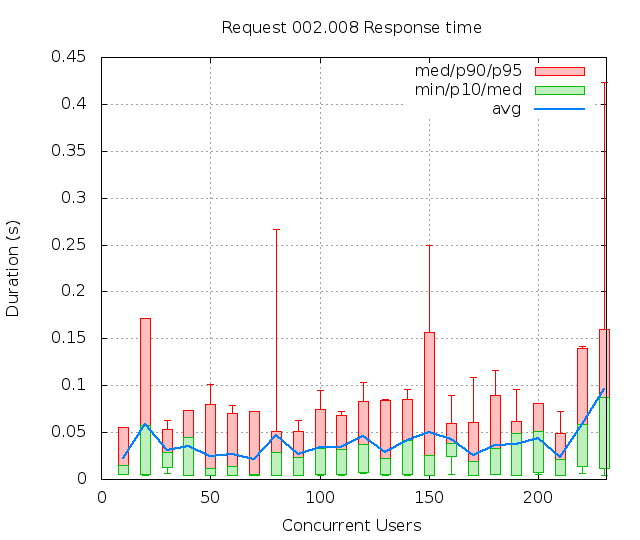 Request 002.008 Response time
med/p90/p95
min/p10/med
avg
0.45
0.4
0.35
0.3
0.25
0.2
0.15
0.1
0.05
0
0 50 100 150 200
Duration (s)
Concurrent Users